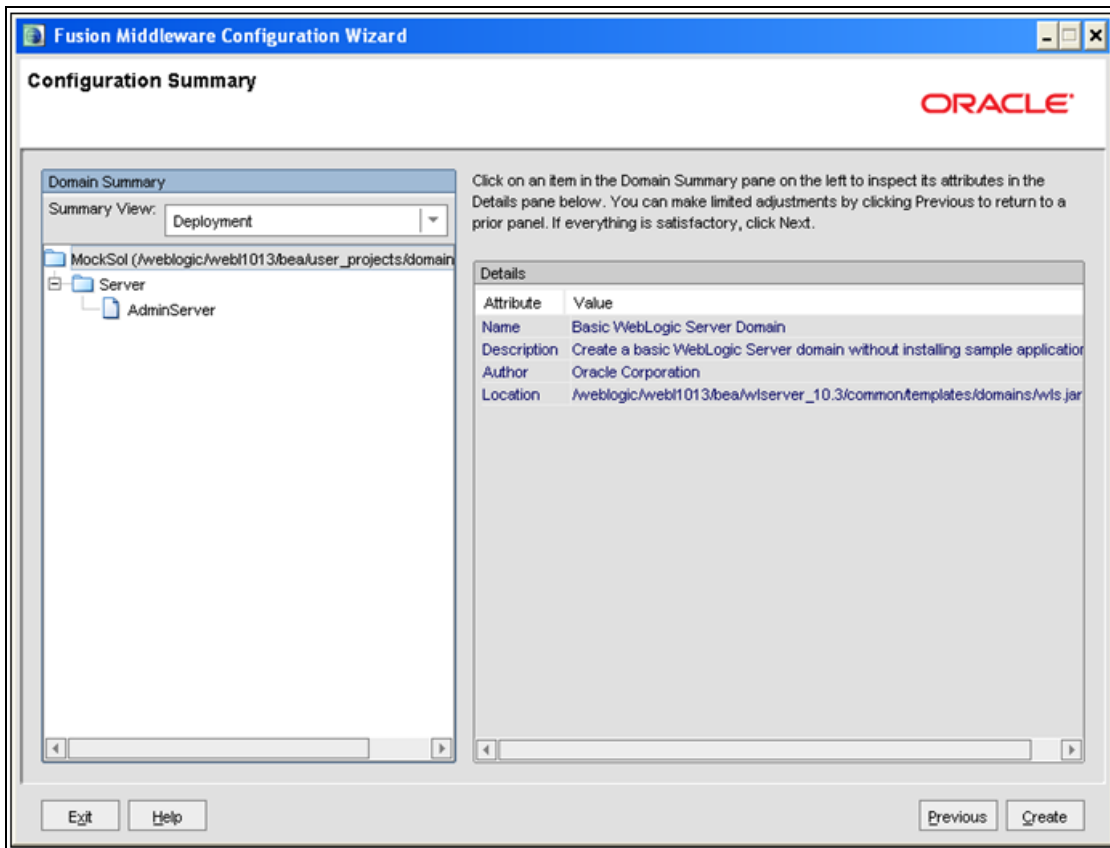 Fusion Middleware Configuration Wizard
Configuration Summary
ORACLE
Domain Summary
Summary View:
Deployment
MockSol (/weblogic/webl1013/bea/user_projects/domain
Server
AdminServer
Click on an item in the Domain Summary pane on the left to inspect its attributes in the
Details pane below. You can make limited adjustments by clicking Previous to return to a
prior panel. If everything is satisfactory, click Next.
Details
Attribute Value
Name Basic WebLogic Server Domain
Description Create a basic WebLogic Server domain without installing sample application
Author Oracle Corporation
Location /weblogic/webl1013/bea/wlserver_10.3/common/templates/domains/wls.jar
Exit Help Previous Create